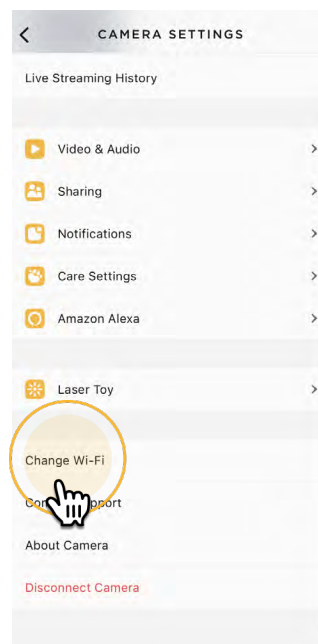 CAMERA SETTINGS
Live Streaming History
Video & Audio
Sharing
Notifications
Care Settings
Amazon Alexa
Laser Toy
Change Wi-Fi
About Camera
Disconnect Camera